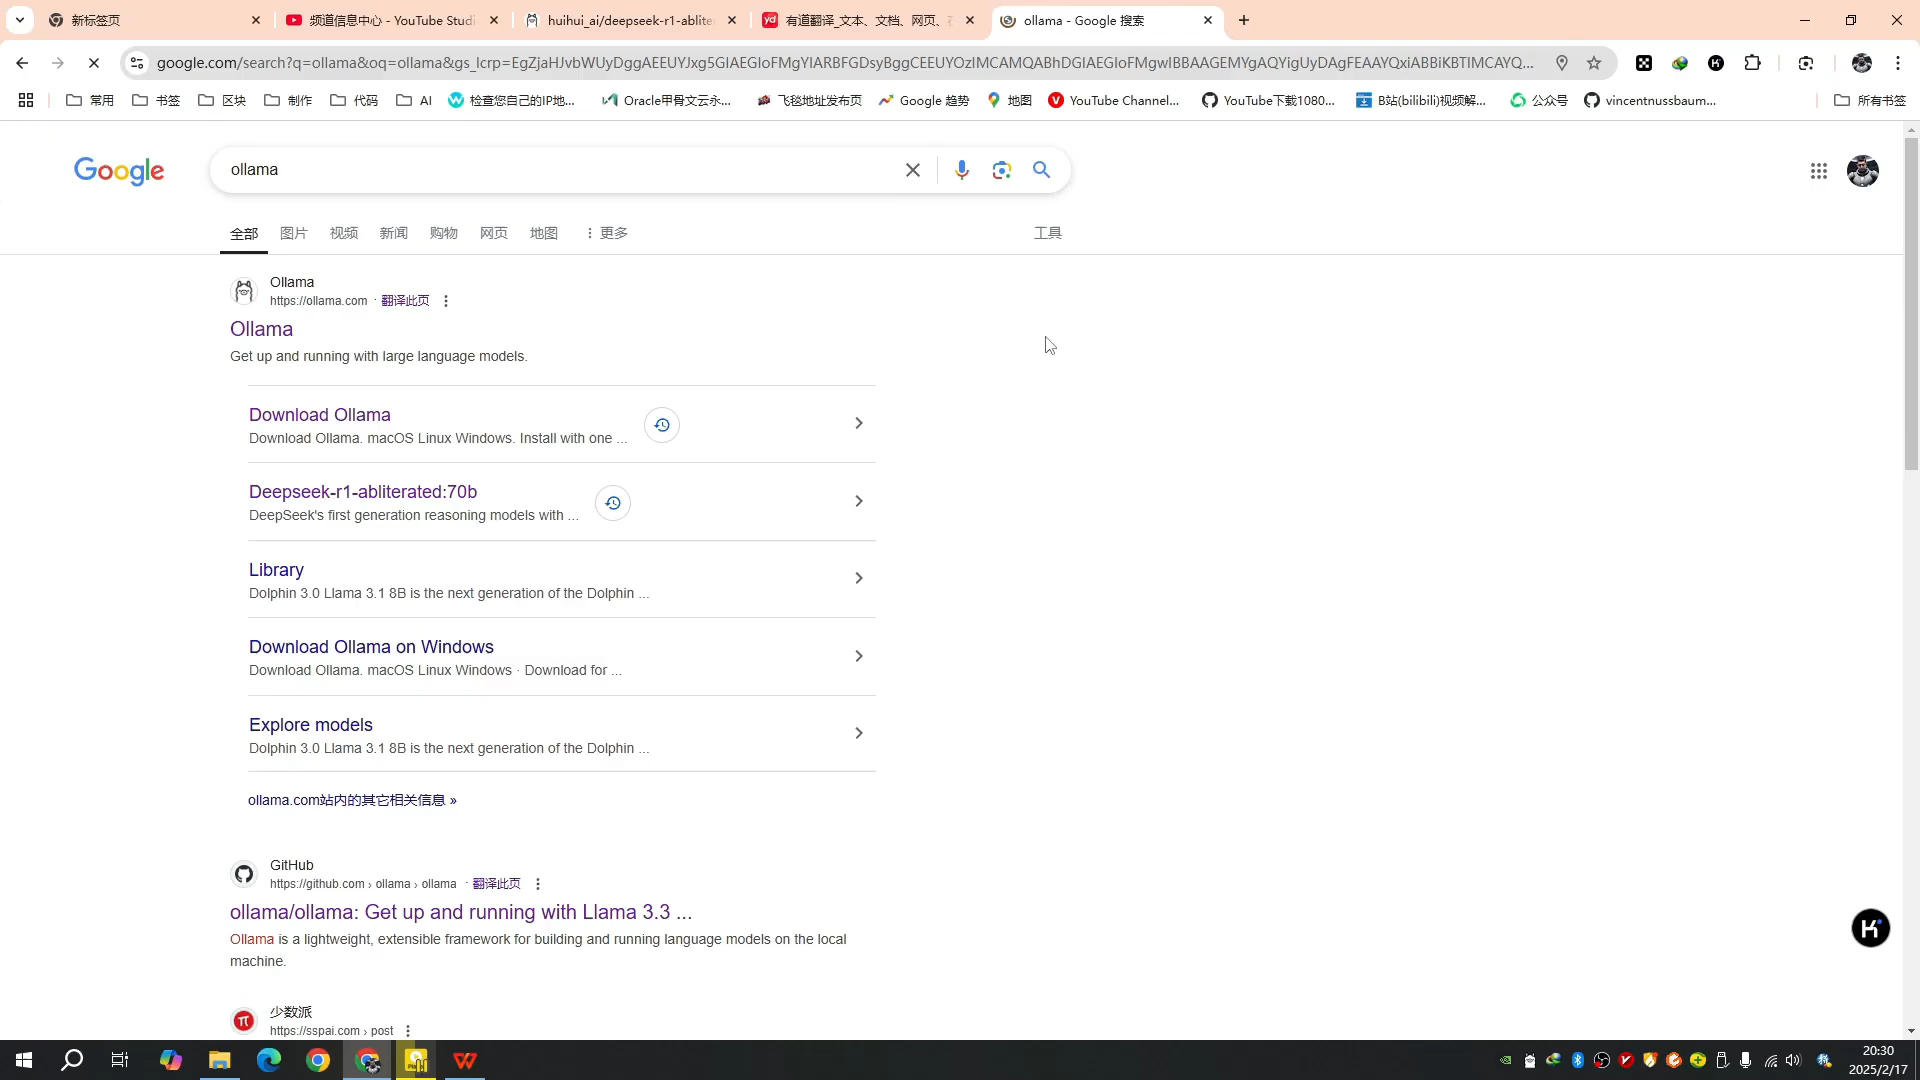 新标签页
频道信息中心 - YouTube Studi
huihui_ai/deepseek-r1-ablite
有道翻译_文本、文档、网页、
ollama - Google 搜索
google.com/search?q=ollama&oq=ollama&gs_lcrp=EgZjaHJvbWUyDggAEEUYJxg5GIAEGIoFMgYIARBFGDsyBggCEEUYOzIMCAMQABhDGIAEGIoFMgwIBBAAGEMYgAQYigUyDAgFEAAYQxiABBiKBTIMCAYQ...
常用
书签
区块
制作
代码
AI
检查您自己的IP地...
Oracle甲骨文云永...
飞毯地址发布页
Google 趋势
地图
YouTube Channel...
YouTube下载1080...
B站(bilibili)视频解...
公众号
vincentnussbaum...
所有书签
Google
ollama
全部
图片
视频
新闻
购物
网页
地图
更多
工具
Ollama
https://ollama.com · 翻译此页
Ollama
Get up and running with large language models.
Download Ollama
Download Ollama. macOS Linux Windows. Install with one ...
Deepseek-r1-abliterated:70b
DeepSeek's first generation reasoning models with ...
Library
Dolphin 3.0 Llama 3.1 8B is the next generation of the Dolphin ...
Download Ollama on Windows
Download Ollama. macOS Linux Windows · Download for ...
Explore models
Dolphin 3.0 Llama 3.1 8B is the next generation of the Dolphin ...
ollama.com站内的其它相关信息 »
GitHub
https://github.com › ollama › ollama · 翻译此页
ollama/ollama: Get up and running with Llama 3.3 ...
Ollama is a lightweight, extensible framework for building and running language models on the local
machine.
少数派
https://sspai.com › post
20:30
2025/2/17